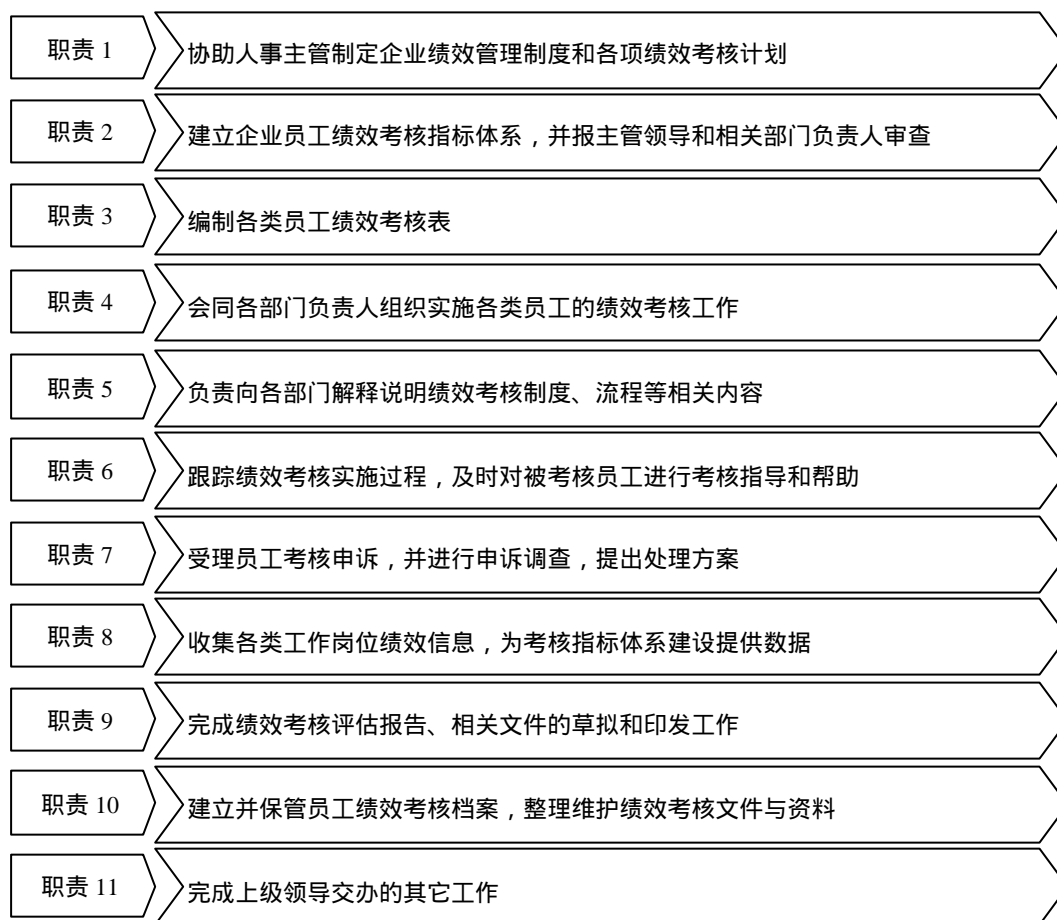 职责 1
协助人事主管制定企业绩效管理制度和各项绩效考核计划
职责 2
建立企业员工绩效考核指标体系，并报主管领导和相关部门负责人审查
职责 3
编制各类员工绩效考核表
职责 4
会同各部门负责人组织实施各类员工的绩效考核工作
职责 5
负责向各部门解释说明绩效考核制度、流程等相关内容
职责 6
跟踪绩效考核实施过程，及时对被考核员工进行考核指导和帮助
职责 7
受理员工考核申诉，并进行申诉调查，提出处理方案
职责 8
收集各类工作岗位绩效信息，为考核指标体系建设提供数据
职责 9
完成绩效考核评估报告、相关文件的草拟和印发工作
职责 10
建立并保管员工绩效考核档案，整理维护绩效考核文件与资料
职责 11
完成上级领导交办的其它工作